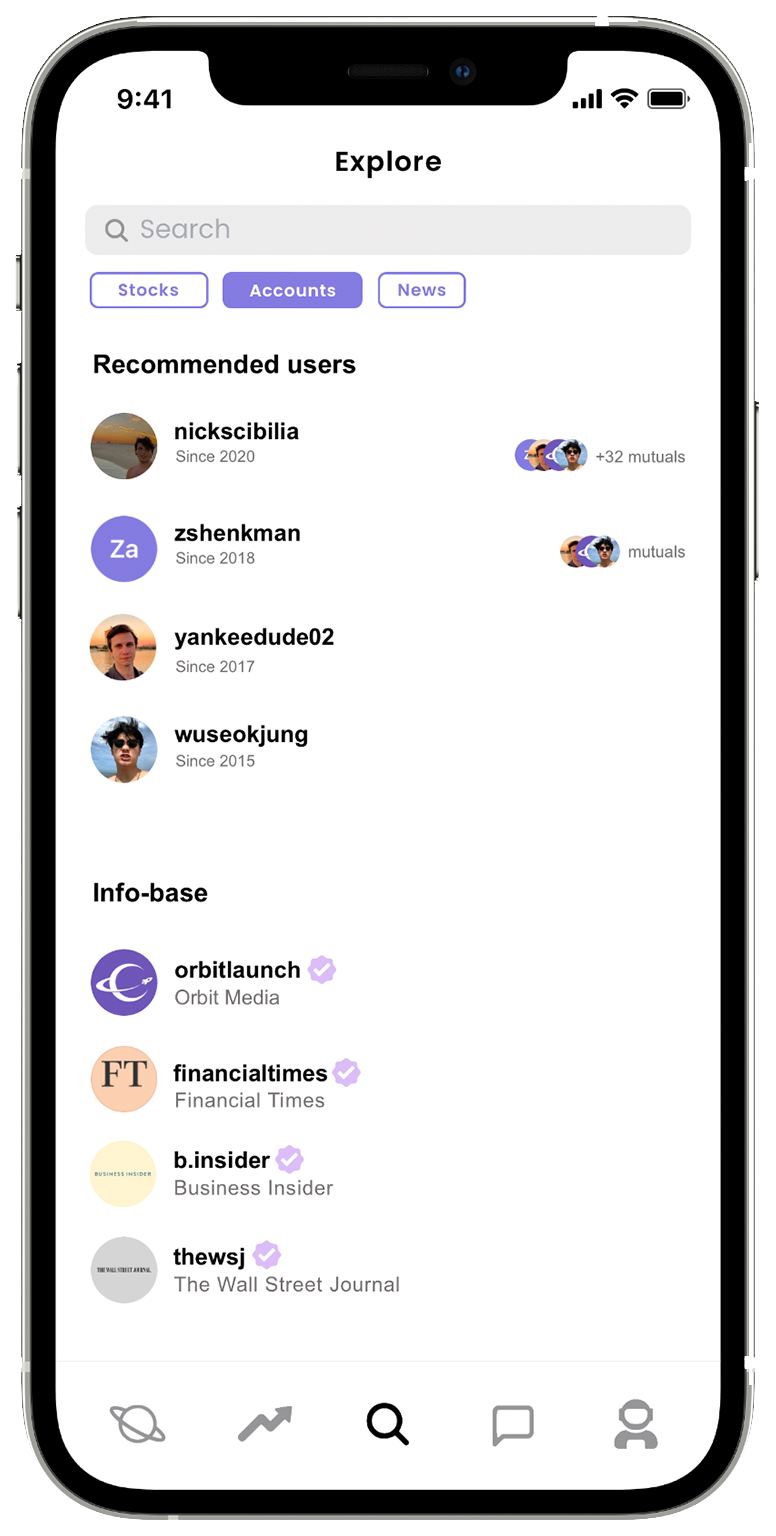 9:41
Explore
Search
Stocks Accounts News
Recommended users
nickscibilia
Since 2020
+32 mutuals
Za
zshenkman
Since 2018
mutuals
yankeedude02
Since 2017
wuseokjung
Since 2015
Info-base
orbitlaunch
Orbit Media
FT
financialtimes
Financial Times
BUSINESS INSIDER
b.insider
Business Insider
THE WALL STREET JOURNAL
thewsj
The Wall Street Journal